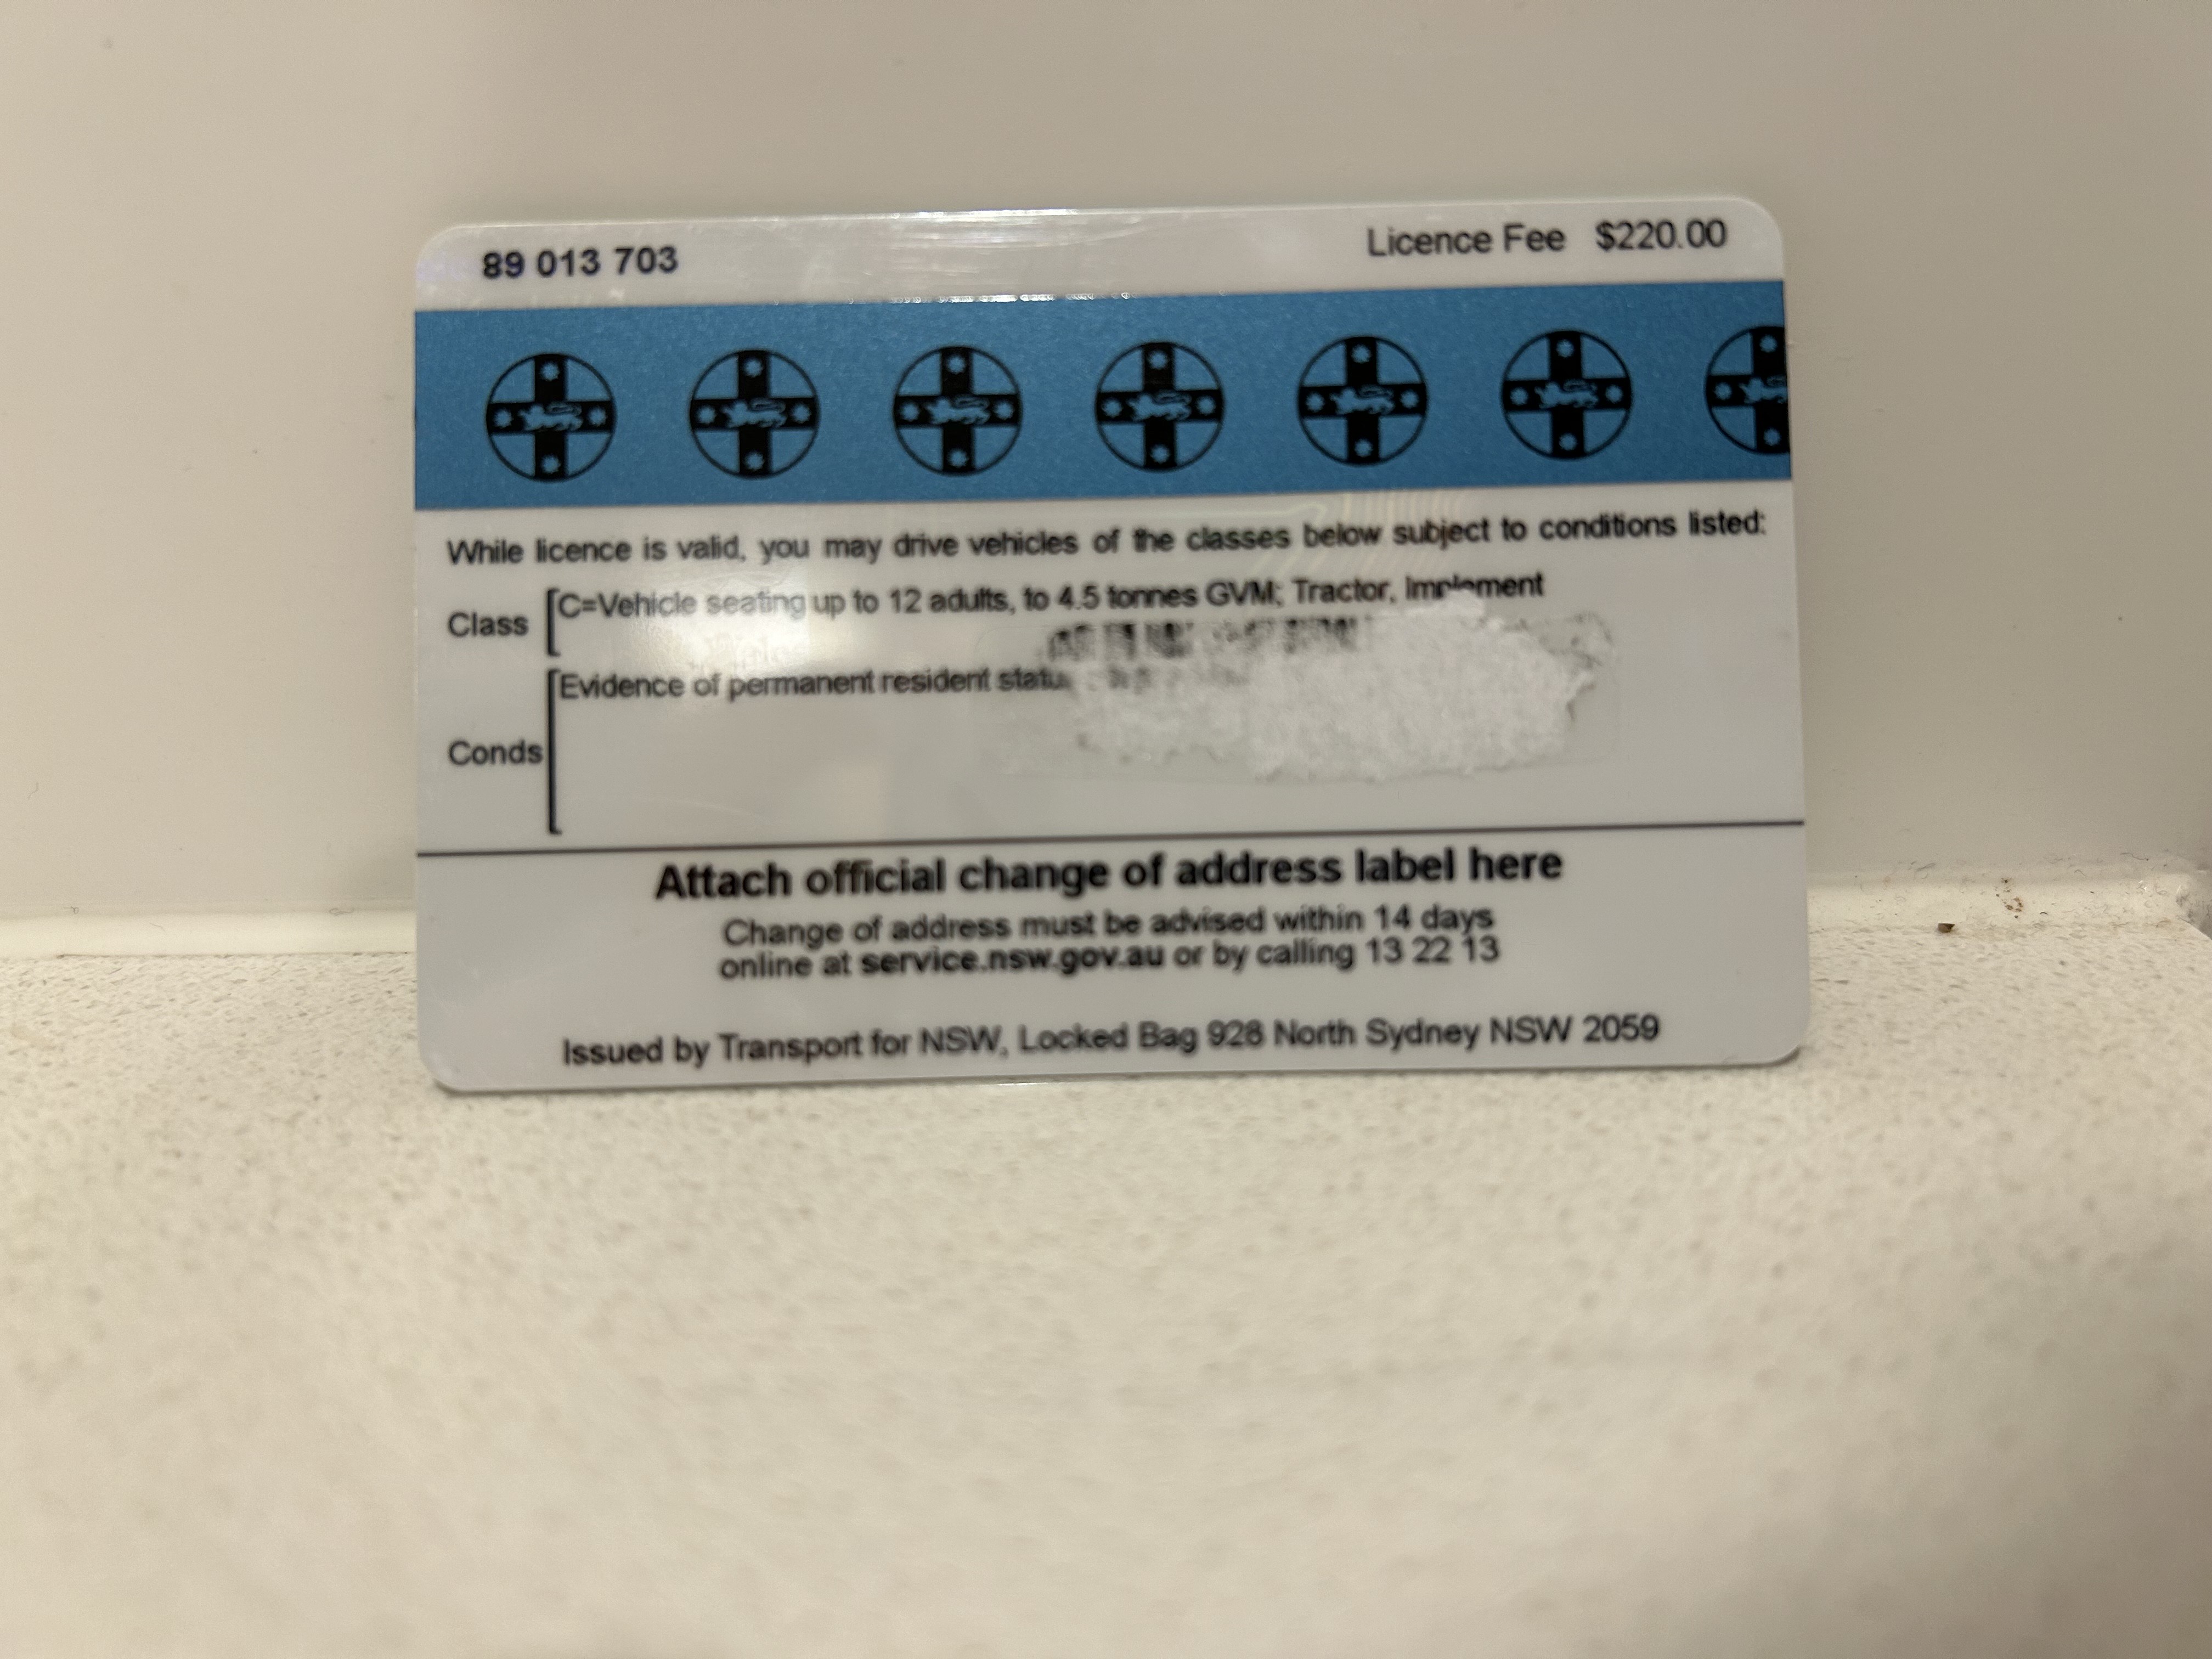 89 013 703
Licence Fee $220.00
While licence is valid, you may drive vehicles of the classes below subject to conditions listed:
Class
C=Vehicle seating up to 12 adults, to 4.5 tonnes GVM; Tractor, Implement
Evidence of permanent resident
Conds
Attach official change of address label here
Change of address must be advised within 14 days
online at service.nsw.gov.au or by calling 13 22 13
Issued by Transport for NSW, Locked Bag 928 North Sydney NSW 2059